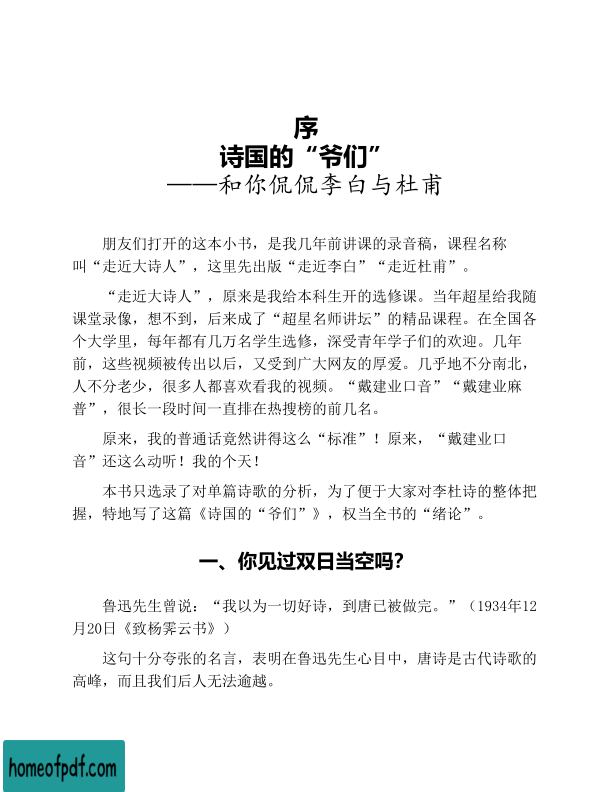 序
诗国的“爷们”
——和你侃侃李白与杜甫
朋友们打开的这本小书，是我几年前讲课的录音稿，课程名称
叫“走近大诗人”，这里先出版“走近李白”“走近杜甫”。
“走近大诗人”，原来是我给本科生开的选修课。当年超星给我随
课堂录像，想不到，后来成了“超星名师讲坛”的精品课程。在全国各
个大学里，每年都有几万名学生选修，深受青年学子们的欢迎。几年
前，这些视频被传出以后，又受到广大网友的厚爱。几乎地不分南北，
人不分老少，很多人都喜欢看我的视频。“戴建业口音”“戴建业麻
普”，很长一段时间一直排在热搜榜的前几名。
原来，我的普通话竟然讲得这么“标准”！原来，“戴建业口
音”还这么动听！我的个天！
本书只选录了对单篇诗歌的分析，为了便于大家对李杜诗的整体把
握，特地写了这篇《诗国的“爷们”》，权当全书的“绪论”。
一、你见过双日当空吗？
鲁迅先生曾说：“我以为一切好诗，到唐已被做完。”（1934年12
月20日《致杨霁云书》）
这句十分夸张的名言，表明在鲁迅先生心目中，唐诗是古代诗歌的
高峰，而且我们后人无法逾越。
homeofpdf.com